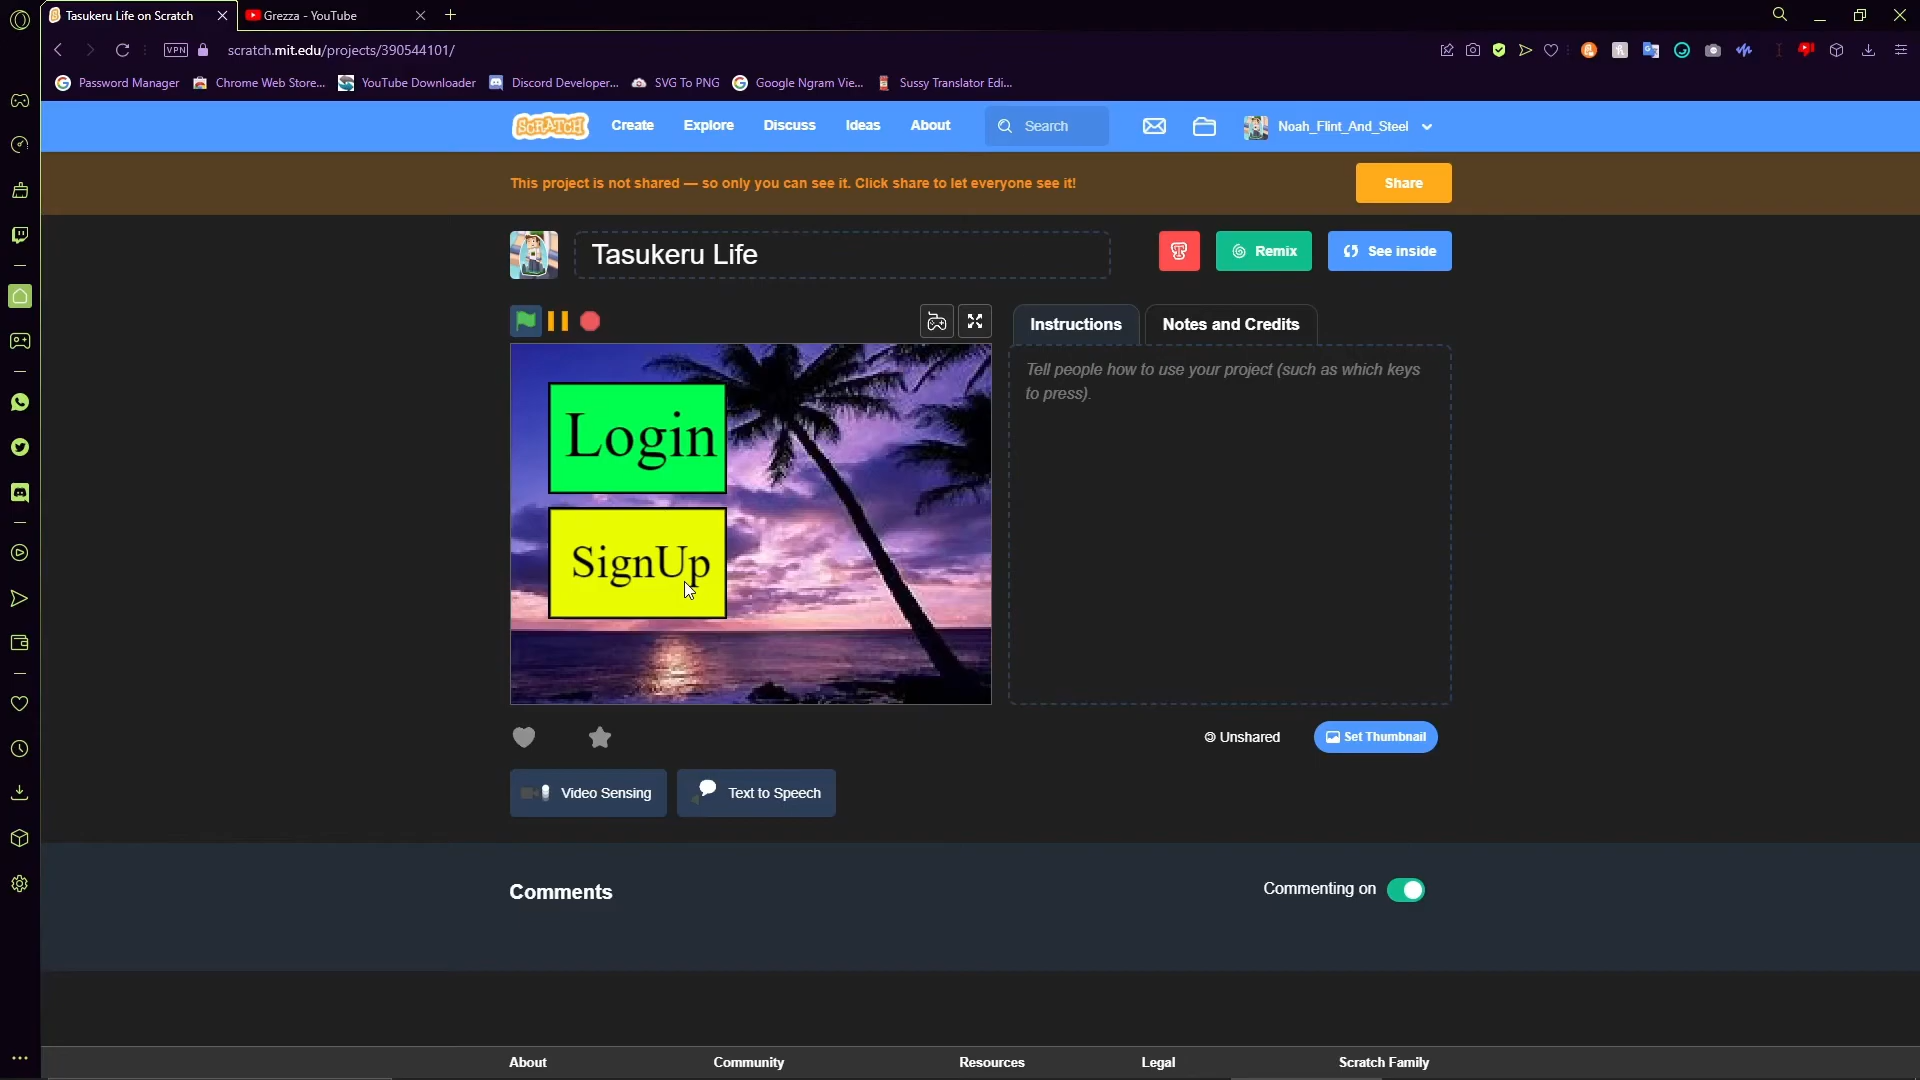 Tasukeru Life on Scratch
Grezza - YouTube
VPN
scratch.mit.edu/projects/390544101/
Password Manager
Chrome Web Store...
YouTube Downloader
Discord Developer...
SVG To PNG
Google Ngram Vie...
Sussy Translator Edi...
SCRATCH
Create
Explore
Discuss
Ideas
About
Search
Noah_Flint_And_Steel
This project is not shared — so only you can see it. Click share to let everyone see it!
Share
Tasukeru Life
Remix
See inside
Instructions
Notes and Credits
Tell people how to use your project (such as which keys
to press).
Login
SignUp
Unshared
Set Thumbnail
Video Sensing
Text to Speech
Comments
Commenting on
About
Community
Resources
Legal
Scratch Family